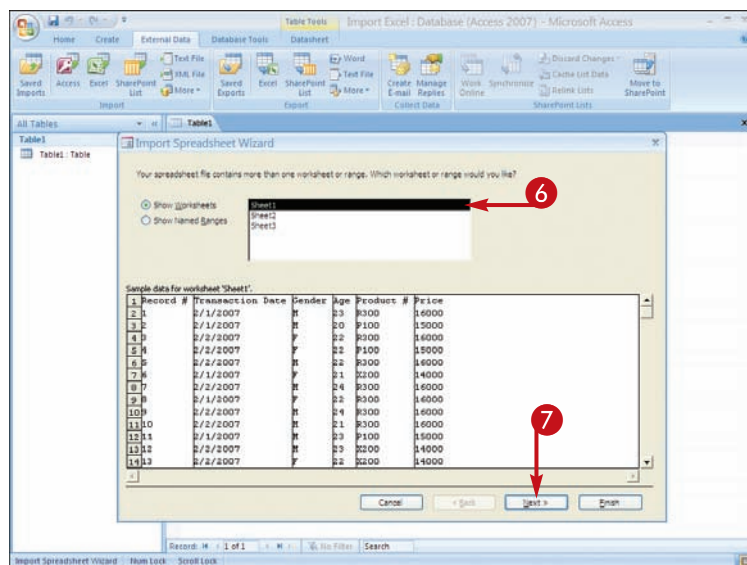 Table Tools Import Excel : Database (Access 2007) - Microsoft Access
Home Create External Data Database Tools Datasheet
Saved Imports
Access
Excel
SharePoint List
Text File
XML File
More
Import
Saved Exports
Excel
SharePoint List
Word
Text File
More
Export
Create E-mail
Manage Replies
Collect Data
Work Online
Synchronize
Discard Changes
Cache List Data
Relink Lists
Move to SharePoint
SharePoint Lists
All Tables
Table1
Table1
Table1 : Table
Import Spreadsheet Wizard
Your spreadsheet file contains more than one worksheet or range. Which worksheet or range would you like?
Show Worksheets
Show Named Ranges
Sheet1
Sheet2
Sheet3
6
Sample data for worksheet 'Sheet1'.
1 Record # Transaction Date Gender Age Product # Price
2 1 2/1/2007 M 23 R300 16000
3 2 2/1/2007 M 20 P100 15000
4 3 2/2/2007 F 22 R300 16000
5 4 2/2/2007 F 22 P100 15000
6 5 2/2/2007 M 22 R300 16000
7 6 2/2/2007 F 21 X200 14000
8 7 2/2/2007 M 24 R300 16000
9 8 2/1/2007 F 22 R300 16000
10 9 2/2/2007 M 24 R300 16000
11 10 2/2/2007 M 21 R300 16000
12 11 2/1/2007 M 23 P100 15000
13 12 2/2/2007 M 23 X200 14000
14 13 2/2/2007 F 22 X200 14000
7
Cancel < Back Next > Finish
Record: 1 of 1 No Filter Search
Import Spreadsheet Wizard Num Lock Scroll Lock